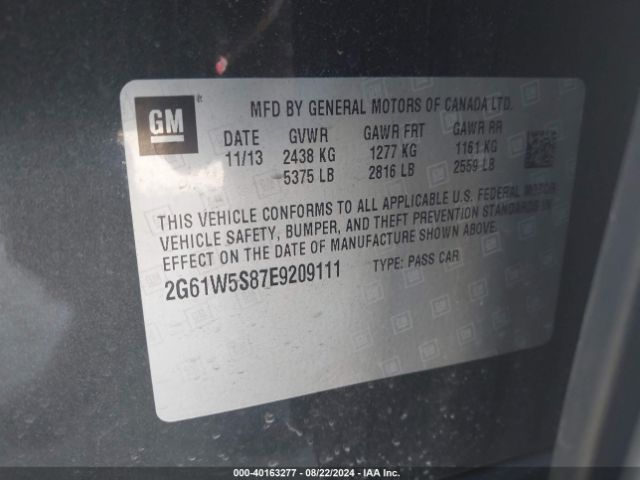 GM
MFD BY GENERAL MOTORS OF CANADA LTD.
DATE GVWR GAWR FRT GAWR RR
11/13 2438 KG 1277 KG 1161 KG
5375 LB 2816 LB 2559 LB
THIS VEHICLE CONFORMS TO ALL APPLICABLE U.S. FEDERAL MOTOR
VEHICLE SAFETY, BUMPER, AND THEFT PREVENTION STANDARDS IN
EFFECT ON THE DATE OF MANUFACTURE SHOWN ABOVE.
2G61W5S87E9209111 TYPE: PASS CAR
000-40163277 - 08/22/2024 - IAA Inc.